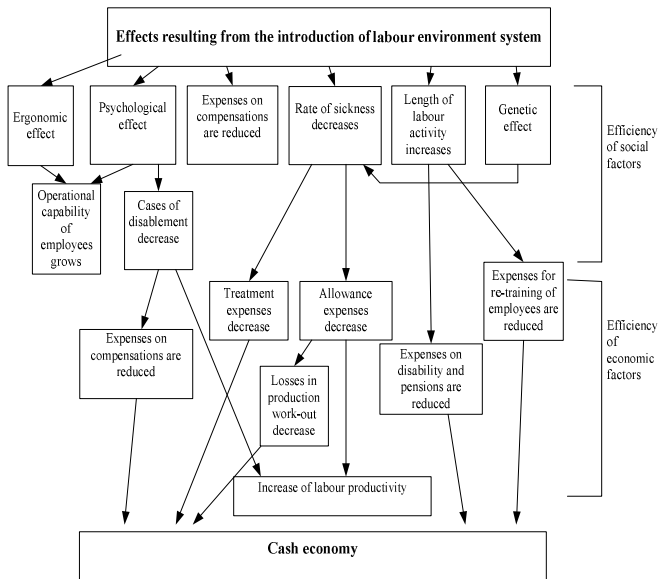 Effects resulting from the introduction of labour environment system
Ergonomic
effect
Psychological
effect
Expenses on
compensations
are reduced
Rate of sickness
decreases
Length of
labour
activity
increases
Genetic
effect
Efficiency
of social
factors
Operational
capability
of
employees
grows
Cases of
disablement
decrease
Treatment
expenses
decrease
Allowance
expenses
decrease
Expenses for
re-training of
employees are
reduced
Expenses on
compensations are
reduced
Losses in
production
work-out
decrease
Expenses on
disability and
pensions are
reduced
Efficiency
of
economic
factors
Increase of labour productivity
Cash economy